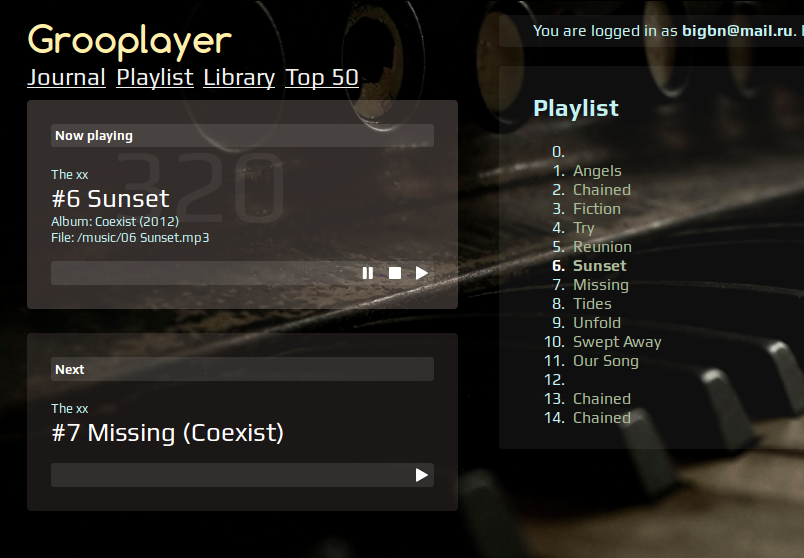 Grooplayer
Journal Playlist Library Top 50
Now playing
320
The xx
#6 Sunset
Album: Coexist (2012)
File: /music/06 Sunset.mp3
Next
The xx
#7 Missing (Coexist)
You are logged in as bigbn@mail.ru.
Playlist
0.
1. Angels
2. Chained
3. Fiction
4. Try
5. Reunion
6. Sunset
7. Missing
8. Tides
9. Unfold
10. Swept Away
11. Our Song
12.
13. Chained
14. Chained